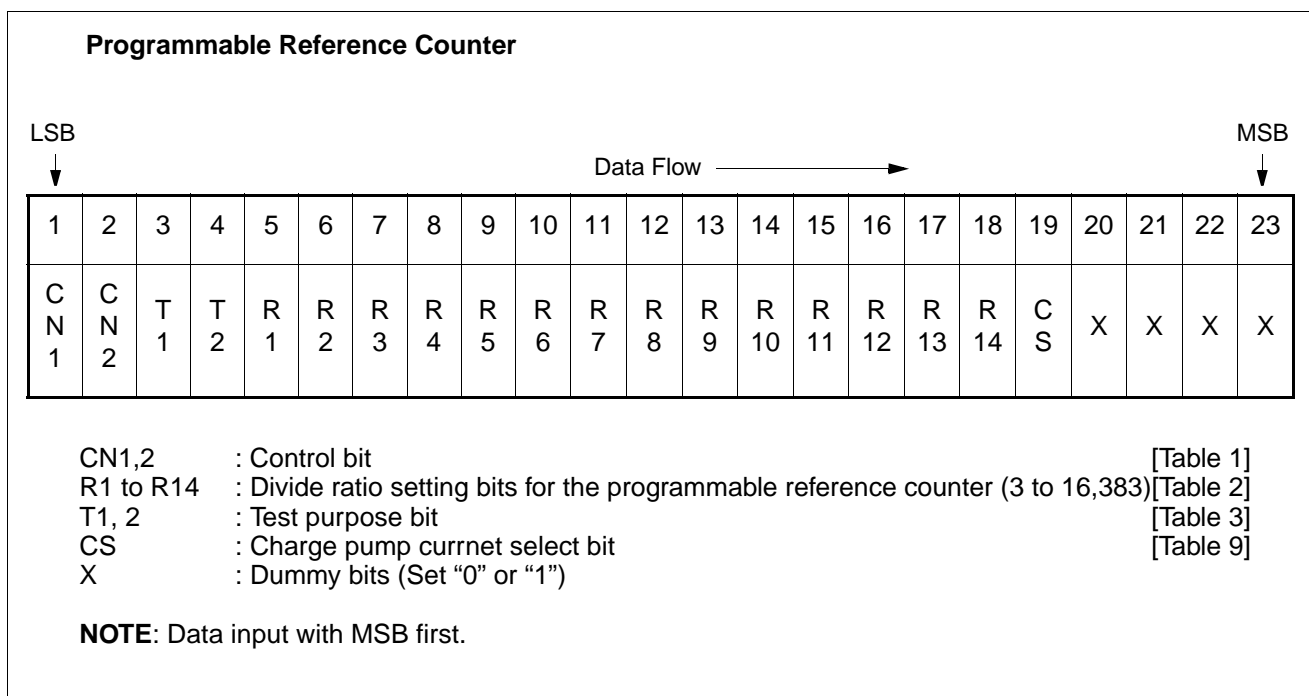 Programmable Reference Counter
LSB MSB
Data Flow
1 2 3 4 5 6 7 8 9 10 11 12 13 14 15 16 17 18 19 20 21 22 23
CN1 CN2 T1 T2 R1 R2 R3 R4 R5 R6 R7 R8 R9 R10 R11 R12 R13 R14 CS X X X X
CN1,2 : Control bit [Table 1]
R1 to R14 : Divide ratio setting bits for the programmable reference counter (3 to 16,383)[Table 2]
T1, 2 : Test purpose bit [Table 3]
CS : Charge pump currnet select bit [Table 9]
X : Dummy bits (Set “0” or “1”)
NOTE: Data input with MSB first.